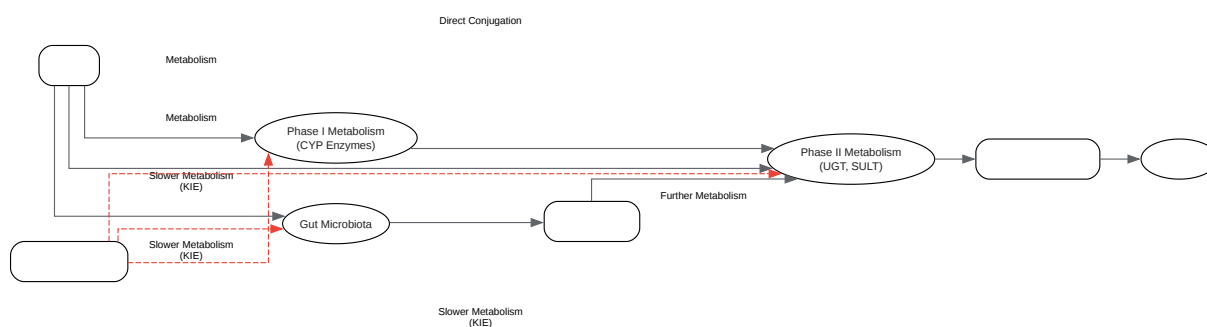 Direct Conjugation
Metabolism
Metabolism
Phase I Metabolism
(CYP Enzymes)
Phase II Metabolism
(UGT, SULT)
Slower Metabolism
(KIE)
Further Metabolism
Gut Microbiota
Slower Metabolism
(KIE)
Slower Metabolism
(KIE)